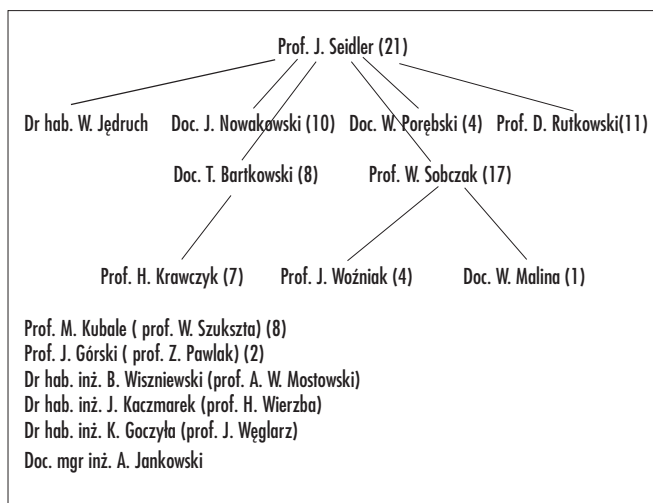 Prof. J. Seidler (21)
Dr hab. W. Jędruch Doc. J. Nowakowski (10) Doc. W. Porębski (4) Prof. D. Rutkowski(11)
Doc. T. Bartkowski (8) Prof. W. Sobczak (17)
Prof. H. Krawczyk (7) Prof. J. Woźniak (4) Doc. W. Malina (1)
Prof. M. Kubale ( prof. W. Szukszta) (8)
Prof. J. Górski ( prof. Z. Pawlak) (2)
Dr hab. inż. B. Wiszniewski (prof. A. W. Mostowski)
Dr hab. inż. J. Kaczmarek (prof. H. Wierzba)
Dr hab. inż. K. Goczyła (prof. J. Węglarz)
Doc. mgr inż. A. Jankowski